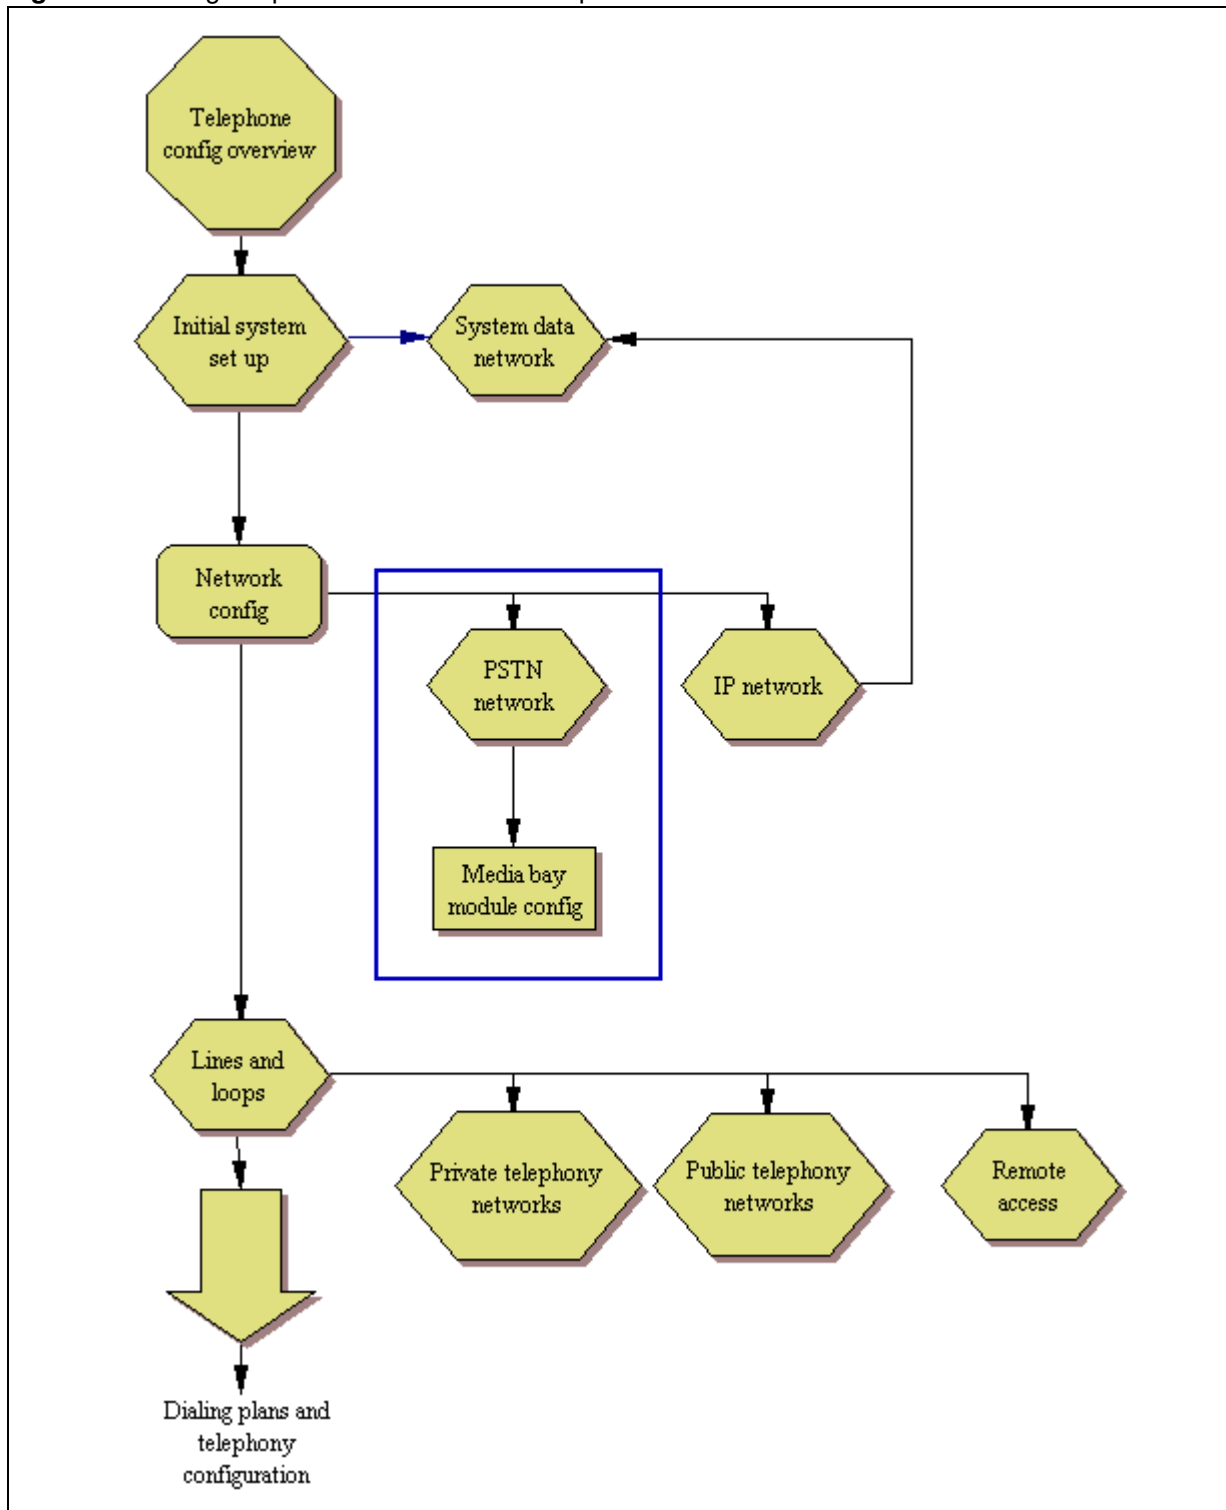 Telephone
config overview
Initial system
set up
System data
network
Network
config
PSTN
network
IP network
Media bay
module config
Lines and
loops
Private telephony
networks
Public telephony
networks
Remote
access
Dialing plans and
telephony
configuration